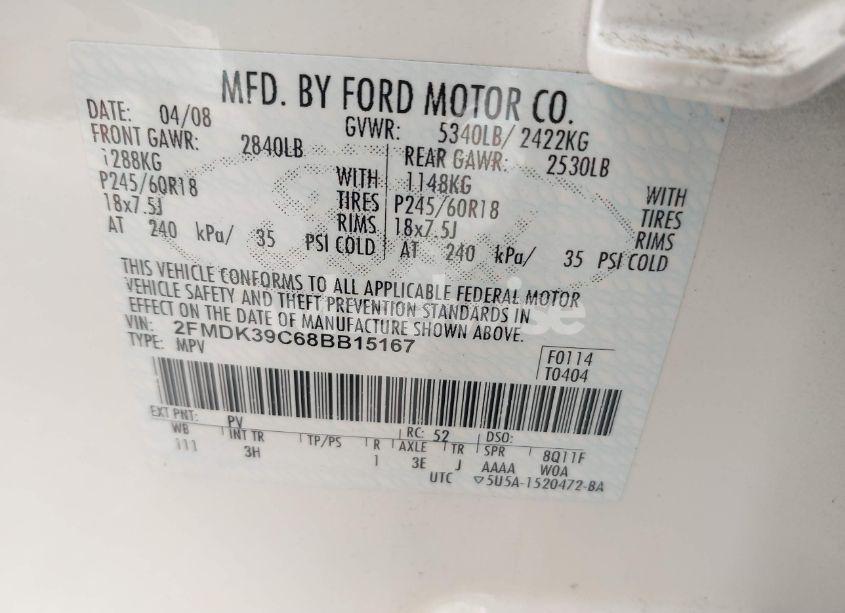 MFD. BY FORD MOTOR CO.
DATE: 04/08 GVWR: 5340LB/ 2422KG
FRONT GAWR: 2840LB REAR GAWR: 2530LB
1288KG WITH 1148KG WITH
P245/60R18 TIRES P245/60R18 TIRES
18x7.5J RIMS 18x7.5J RIMS
AT 240 kPa/ 35 PSI COLD AT 240 kPa/ 35 PSI COLD
THIS VEHICLE CONFORMS TO ALL APPLICABLE FEDERAL MOTOR
VEHICLE SAFETY AND THEFT PREVENTION STANDARDS IN
EFFECT ON THE DATE OF MANUFACTURE SHOWN ABOVE.
VIN: 2FMDK39C68BB15167
TYPE: MPV
F0114
T0404
EXT PNT: PV RC: 52 DSO:
WB INT TR TP/PS R AXLE TR SPR 8Q11F
111 3H 1 3E J AAAA W0A
UTC ▽5U5A-1520472-BA